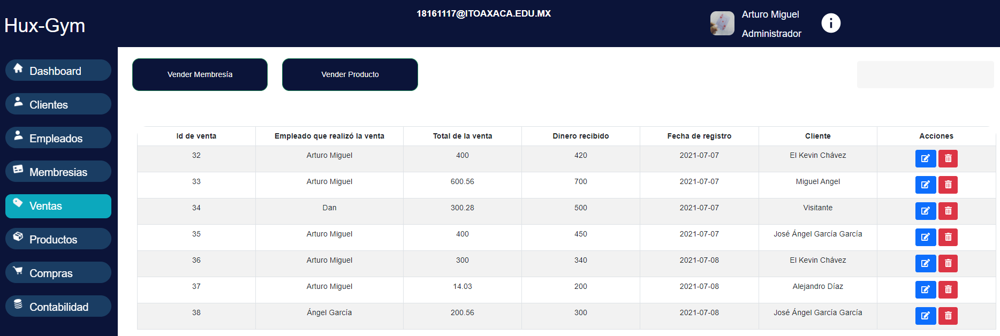 18161117@ITOAXACA.EDU.MX
Hux-Gym
Arturo Miguel
Administrador
Dashboard
Clientes
Empleados
Membresias
Ventas
Productos
Compras
Contabilidad
Vender Membresía
Vender Producto
Id de venta Empleado que realizó la venta Total de la venta Dinero recibido Fecha de registro Cliente Acciones
32 Arturo Miguel 400 420 2021-07-07 El Kevin Chávez
33 Arturo Miguel 600.56 700 2021-07-07 Miguel Angel
34 Dan 300.28 500 2021-07-07 Visitante
35 Arturo Miguel 400 450 2021-07-07 José Ángel García García
36 Arturo Miguel 300 340 2021-07-08 El Kevin Chávez
37 Arturo Miguel 14.03 200 2021-07-08 Alejandro Díaz
38 Ángel García 200.56 300 2021-07-08 José Ángel García García